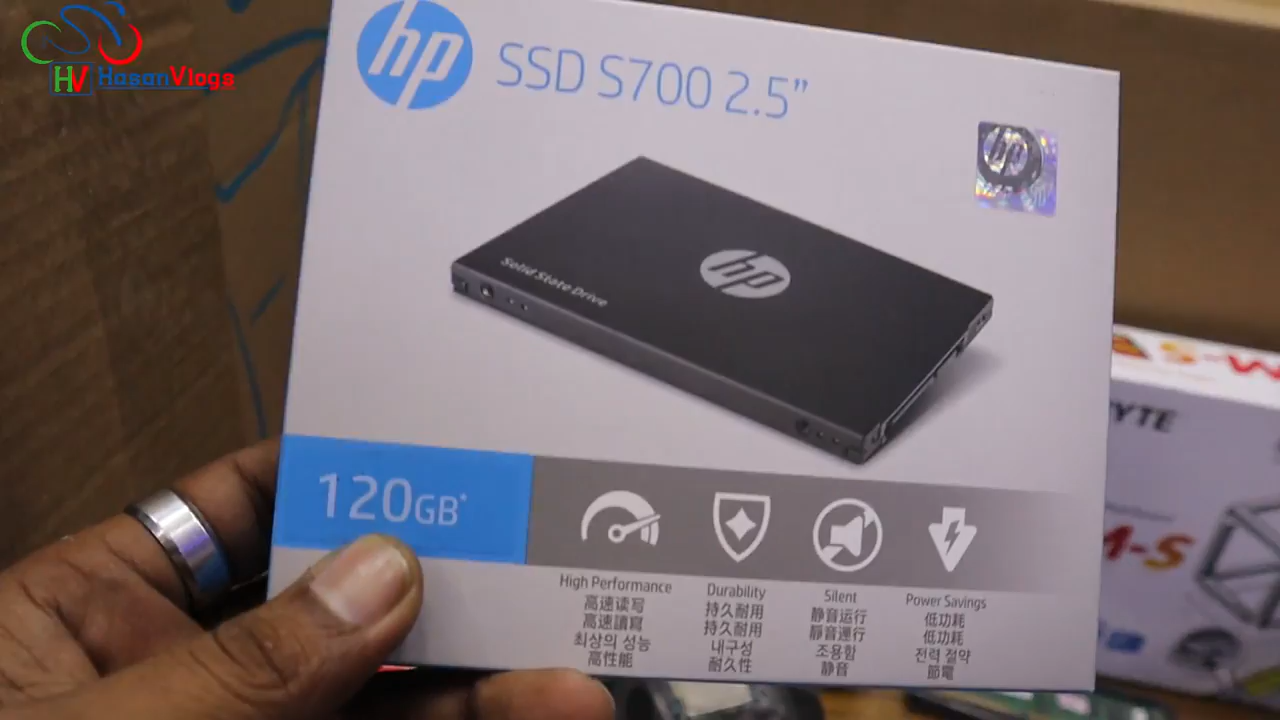 HV HasanVlogs
hp
SSD S700 2.5"
hp
hp
Solid State Drive
120GB*
High Performance
高速读写
高速讀寫
최상의 성능
高性能
Durability
持久耐用
持久耐用
내구성
耐久性
Silent
静音运行
靜音運行
조용함
静音
Power Savings
低功耗
低功耗
전력 절약
節電
S-W
YTE
M-S